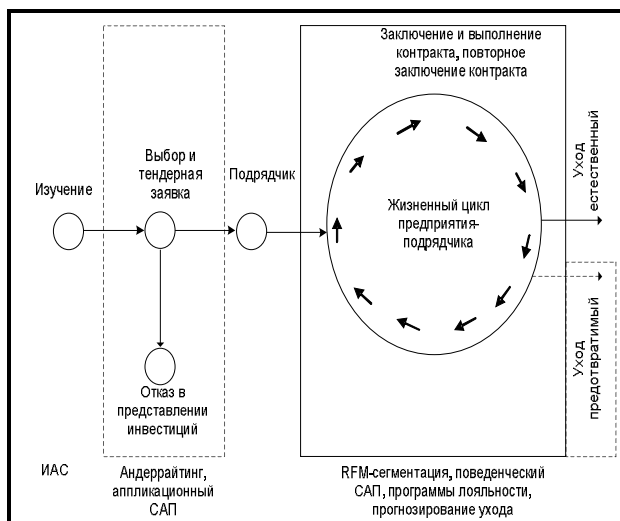 Заключение и выполнение
контракта, повторное
заключение контракта
Выбор и
тендерная
заявка
Изучение
Подрядчик
Жизненный цикл
предприятия-
подрядчика
Уход
естественный
Уход
предотвратимый
Отказ в
представлении
инвестиций
ИАС
Андеррайтинг,
аппликационный
САП
RFM-сегментация, поведенческий
САП, программы лояльности,
прогнозирование ухода